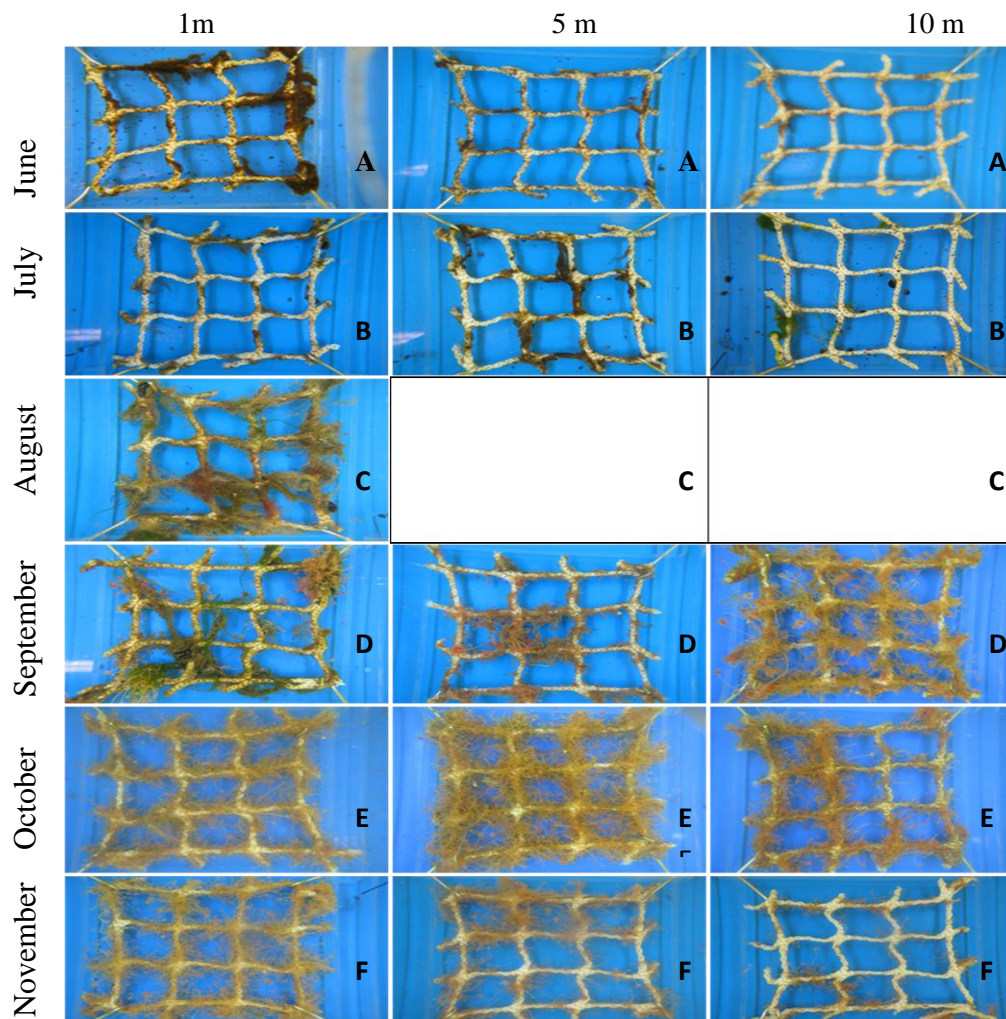 1m 5 m 10 m
June A A A
July B B B
August C C C
September D D D
October E E E
November F F F